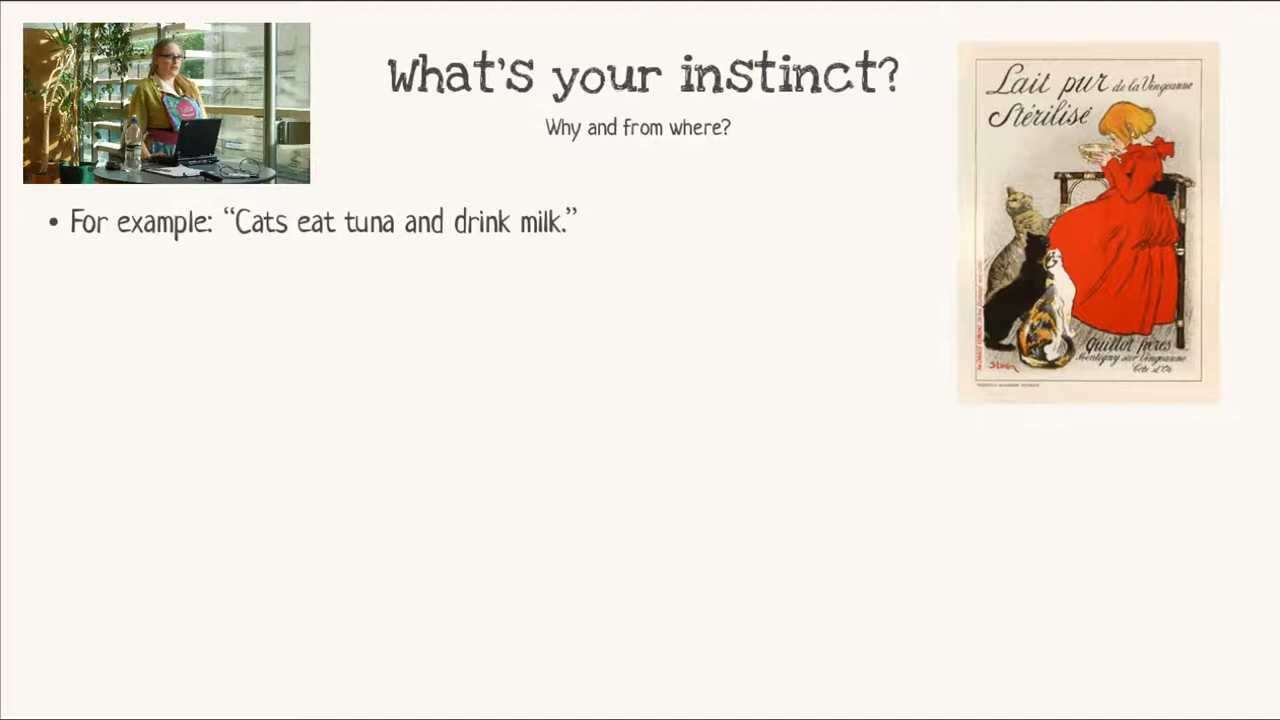 What's your instinct?
Why and from where?
• For example: “Cats eat tuna and drink milk.”
Lait pur de la Vingeanne
Stérilisé
Quillot frères
Montigny sur Vingeanne
Côte d'Or
Steinlen